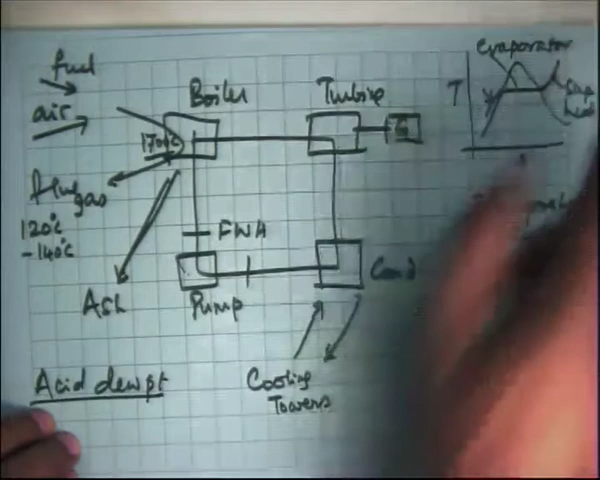 fuel
air
Boiler
Turbine
G
evaporator
T
flue gas
120°c
-140°c
FWH
Ash
Pump
Cond
Acid dewpt
Cooling
Towers